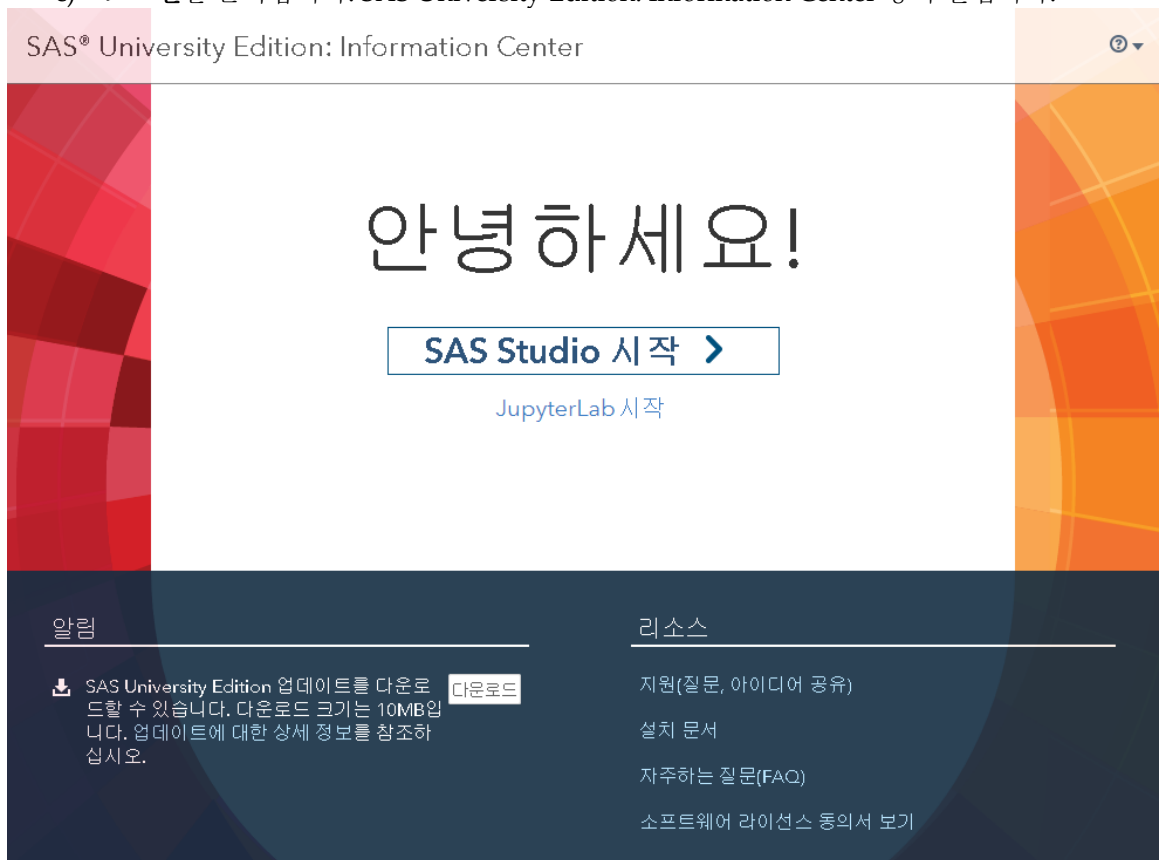 SAS® University Edition: Information Center
안녕하세요!
SAS Studio 시작
JupyterLab 시작
알림
SAS University Edition 업데이트를 다운로
드할 수 있습니다. 다운로드 크기는 10MB입
니다. 업데이트에 대한 상세 정보를 참조하
십시오.
다운로드
리소스
지원(질문, 아이디어 공유)
설치 문서
자주하는 질문(FAQ)
소프트웨어 라이선스 동의서 보기